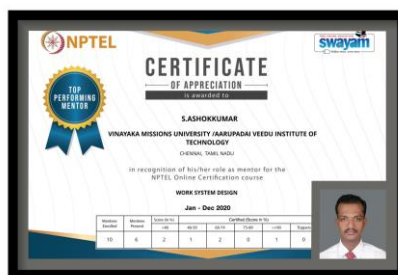 NPTEL
swayam
CERTIFICATE
OF APPRECIATION
is awarded to
TOP
PERFORMING
MENTOR
S.ASHOKKUMAR
VINAYAKA MISSIONS UNIVERSITY /AARUPADAI VEEDU INSTITUTE OF
TECHNOLOGY
CHENNAI, TAMIL NADU
in recognition of his/her role as mentor for the
NPTEL Online Certification course
WORK SYSTEM DESIGN
Jan - Dec 2020
Mentees Enrolled Mentees Present Certified (Score in %)
10 6 2 1 2 0 1 0